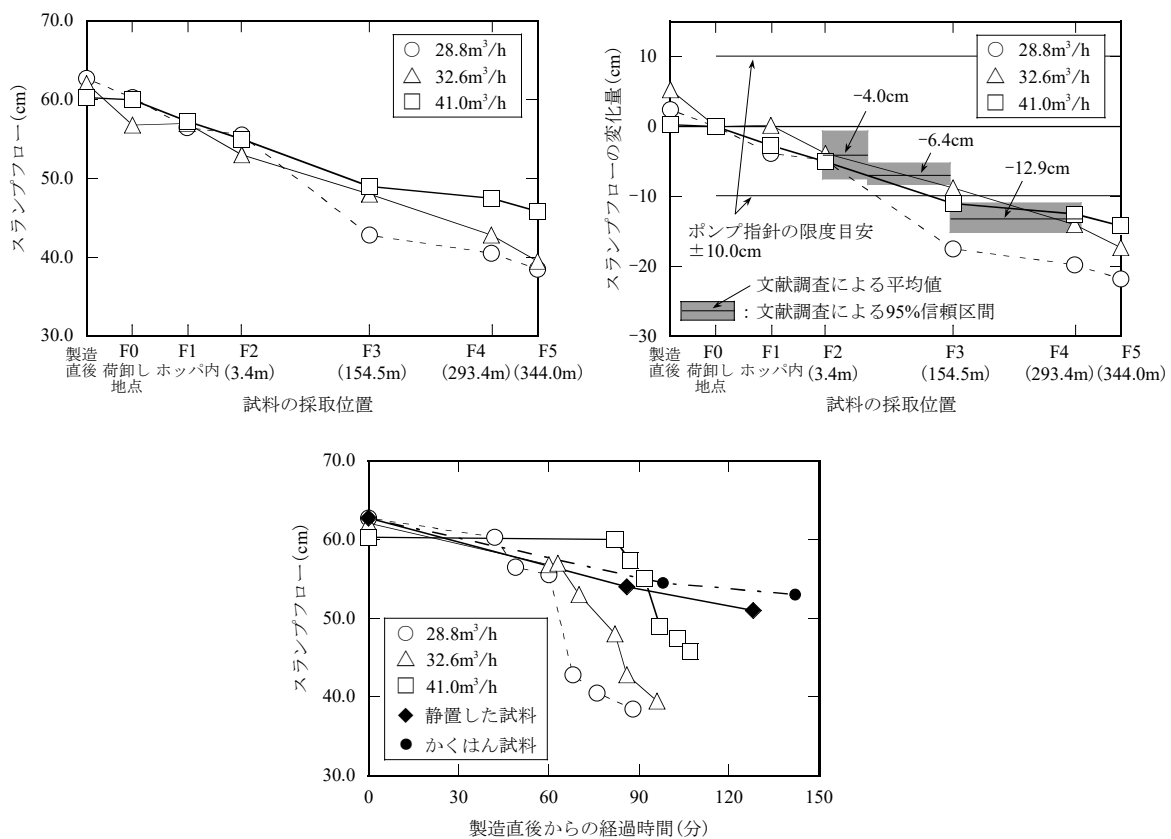 70.0
60.0
50.0
40.0
30.0
スランプフロー(cm)
28.8m³/h
32.6m³/h
41.0m³/h
製造
直後
F0
荷卸し
地点
F1
ホッパ内
F2
(3.4m)
F3
(154.5m)
F4
(293.4m)
F5
(344.0m)
試料の採取位置
10
0
−10
−20
−30
スランプフローの変化量(cm)
28.8m³/h
32.6m³/h
41.0m³/h
−4.0cm
−6.4cm
−12.9cm
ポンプ指針の限度目安
±10.0cm
文献調査による平均値
:文献調査による95%信頼区間
製造
直後
F0
荷卸し
地点
F1
ホッパ内
F2
(3.4m)
F3
(154.5m)
F4
(293.4m)
F5
(344.0m)
試料の採取位置
70.0
60.0
50.0
40.0
30.0
スランプフロー(cm)
28.8m³/h
32.6m³/h
41.0m³/h
静置した試料
かくはん試料
0
30
60
90
120
150
製造直後からの経過時間(分)